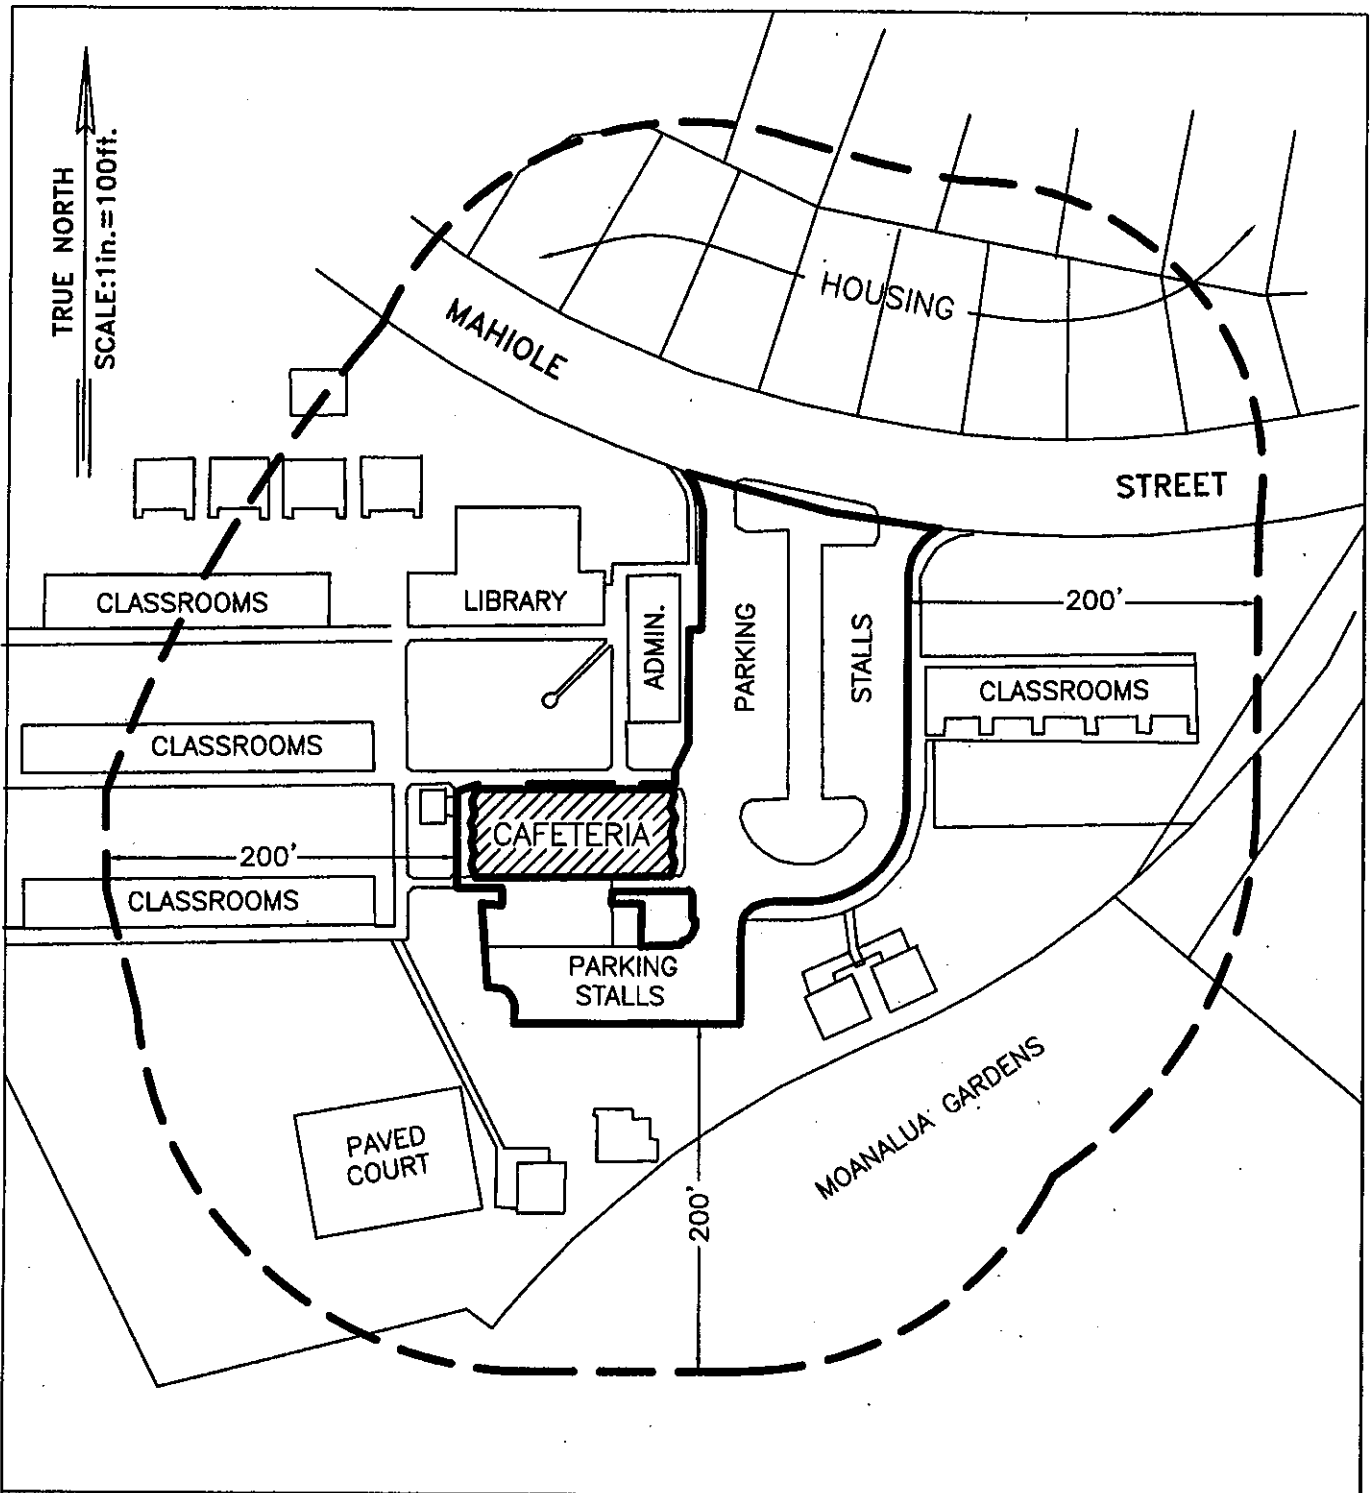 TRUE NORTH
SCALE:1in.=100ft.
HOUSING
MAHIOLE
STREET
CLASSROOMS
LIBRARY
ADMIN.
PARKING
STALLS
200'
CLASSROOMS
CLASSROOMS
CAFETERIA
200'
CLASSROOMS
PARKING
STALLS
PAVED
COURT
MOANALUA GARDENS
200'